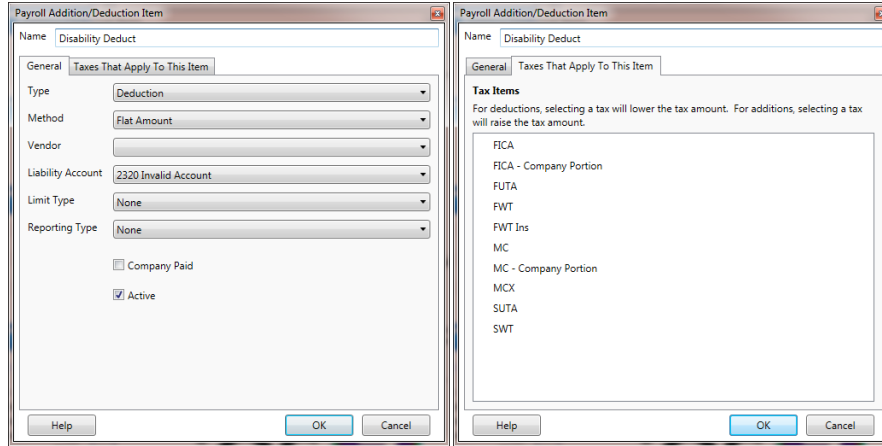 Payroll Addition/Deduction Item
Name Disability Deduct
General Taxes That Apply To This Item
Type Deduction
Method Flat Amount
Vendor
Liability Account 2320 Invalid Account
Limit Type None
Reporting Type None
Company Paid
Active
Help OK Cancel
Payroll Addition/Deduction Item
Name Disability Deduct
General Taxes That Apply To This Item
Tax Items
For deductions, selecting a tax will lower the tax amount. For additions, selecting a tax
will raise the tax amount.
FICA
FICA - Company Portion
FUTA
FWT
FWT Ins
MC
MC - Company Portion
MCX
SUTA
SWT
Help OK Cancel